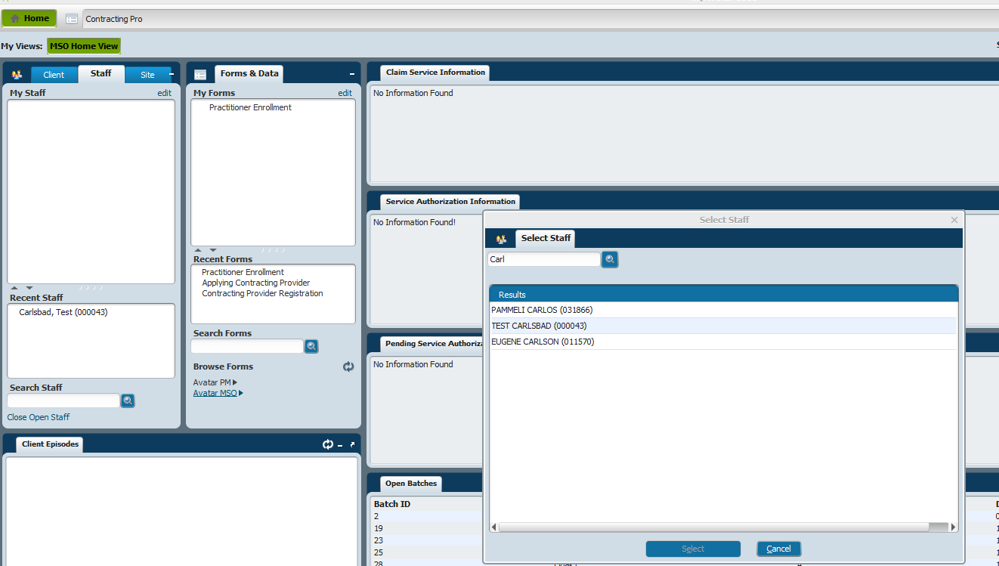 Home
Contracting Pro
My Views: MSO Home View
Client Staff Site
My Staff edit
Recent Staff
Carlsbad, Test (000043)
Search Staff
Close Open Staff
Forms & Data
My Forms edit
Practitioner Enrollment
Recent Forms
Practitioner Enrollment
Applying Contracting Provider
Contracting Provider Registration
Search Forms
Browse Forms
Avatar PM
Avatar MSO
Client Episodes
Claim Service Information
No Information Found
Service Authorization Information
No Information Found!
Pending Service Authoriza
No Information Found
Open Batches
Batch ID
2
19
23
25
28
Select Staff
Select Staff
Carl
Results
PAMMELI CARLOS (031866)
TEST CARLSBAD (000043)
EUGENE CARLSON (011570)
Select Cancel